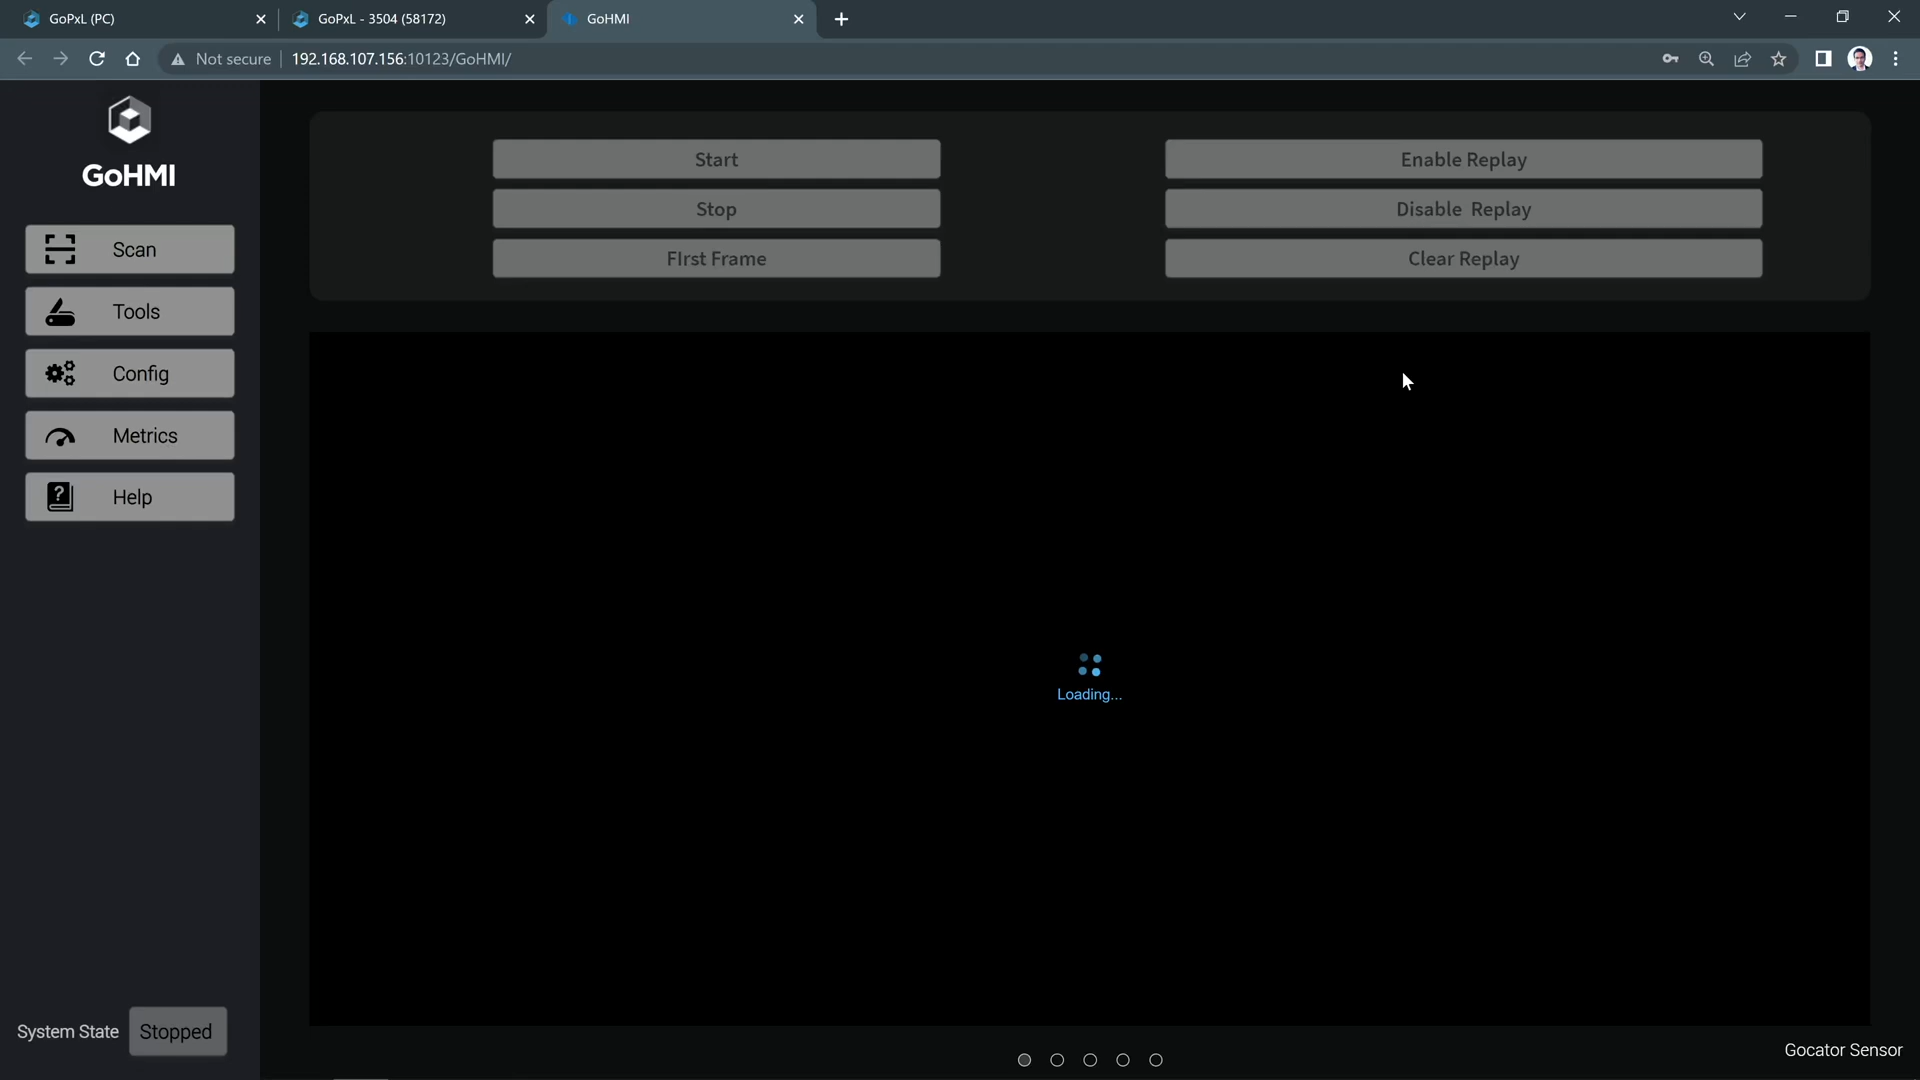 GoPxL (PC)
GoPxL - 3504 (58172)
GoHMI
Not secure
192.168.107.156:10123/GoHMI/
GoHMI
Scan
Tools
Config
Metrics
Help
Start
Stop
FIrst Frame
Enable Replay
Disable Replay
Clear Replay
Loading...
System State
Stopped
Gocator Sensor